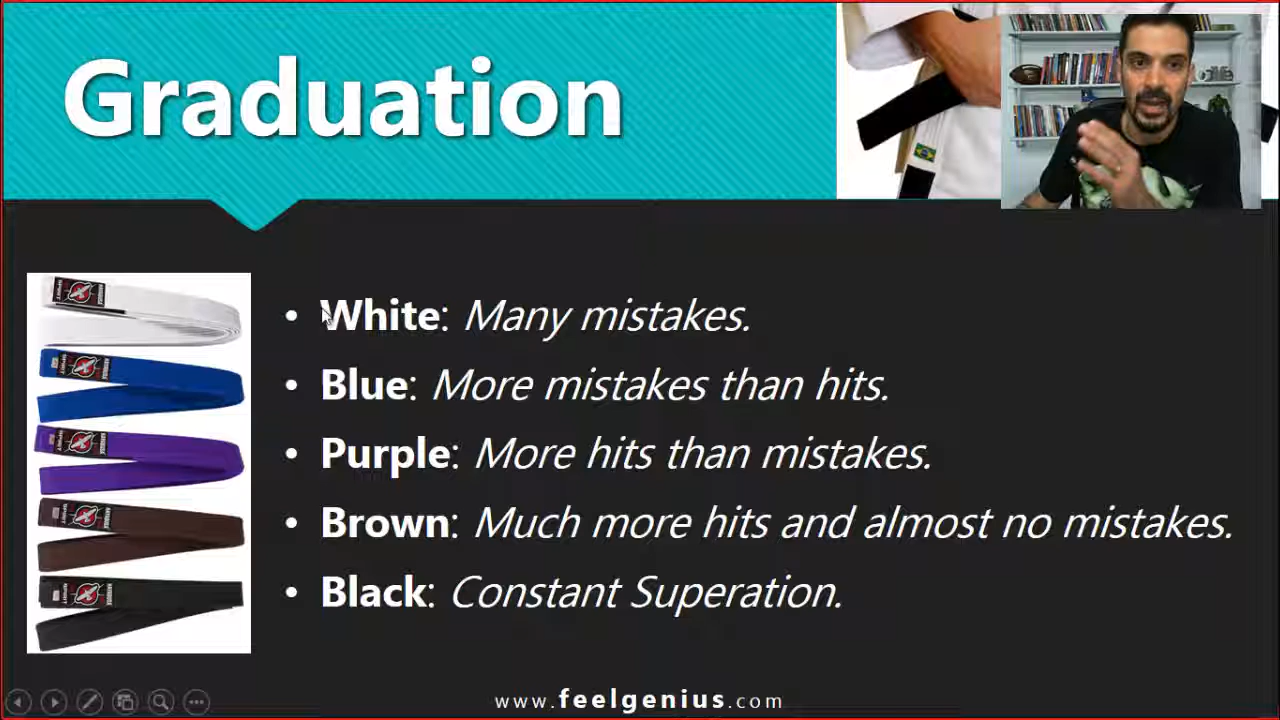 Graduation
• White: Many mistakes.
• Blue: More mistakes than hits.
• Purple: More hits than mistakes.
• Brown: Much more hits and almost no mistakes.
• Black: Constant Superation.
www.feelgenius.com